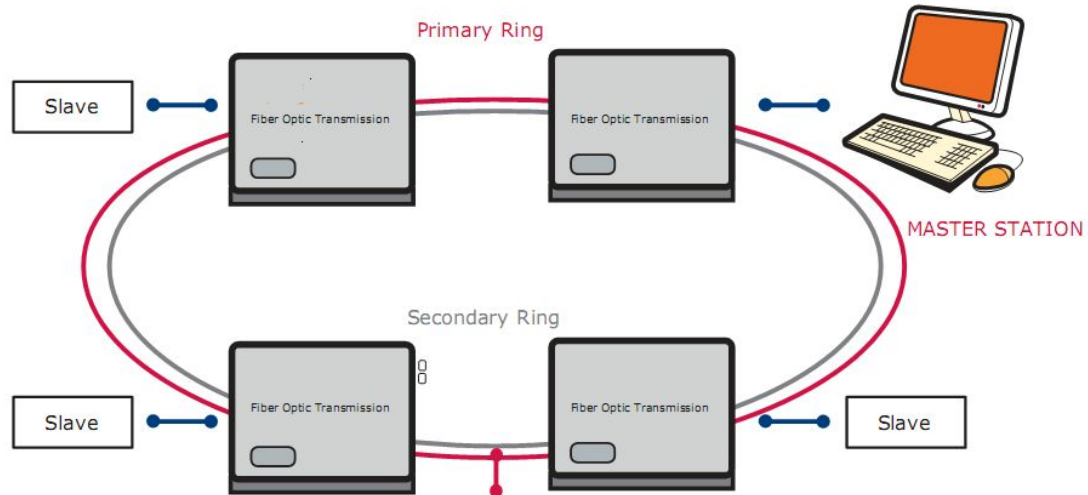 Primary Ring
Slave
Fiber Optic Transmission
Fiber Optic Transmission
MASTER STATION
Secondary Ring
Fiber Optic Transmission
Fiber Optic Transmission
Slave
Slave